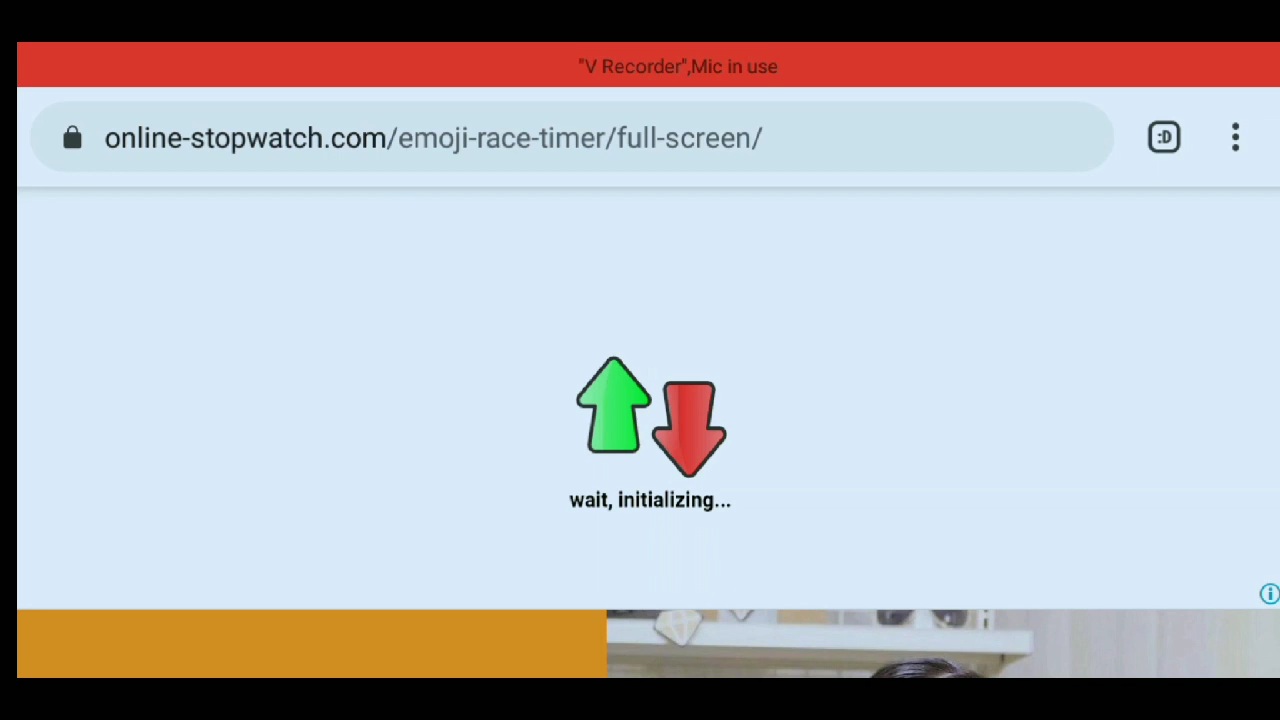 "V Recorder",Mic in use
online-stopwatch.com/emoji-race-timer/full-screen/
:D
wait, initializing...